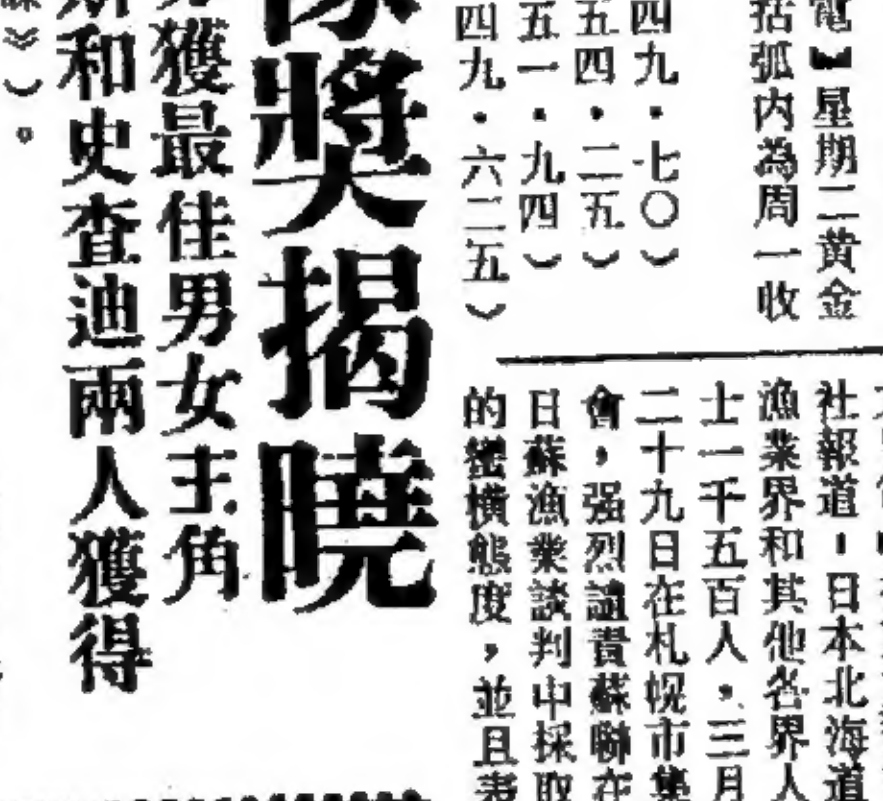 電】星期二黄金
括弧内為周一收
四九・七〇）
五四・二五）
五一・九四）
四九・六二五）
社報道：日本北海道
漁業界和其他各界人
士一千五百人，三月
二十九日在札幌市集
會，强烈譴責蘇聯在
日蘇漁業談判中採取
的蠻橫態度，並且表
獎揭曉
獲最佳男女主角
斯和史查迪兩人獲得
》）。